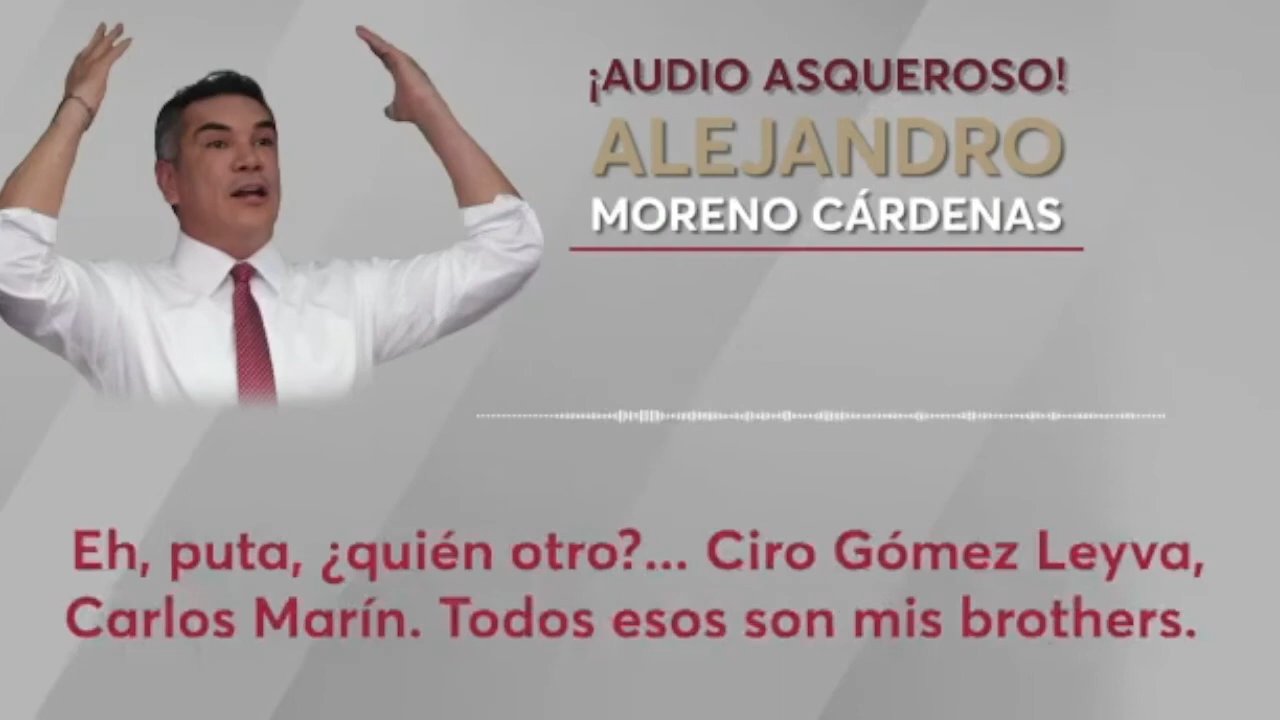 ¡AUDIO ASQUEROSO!
ALEJANDRO
MORENO CÁRDENAS
Eh, puta, ¿quién otro?... Ciro Gómez Leyva,
Carlos Marín. Todos esos son mis brothers.